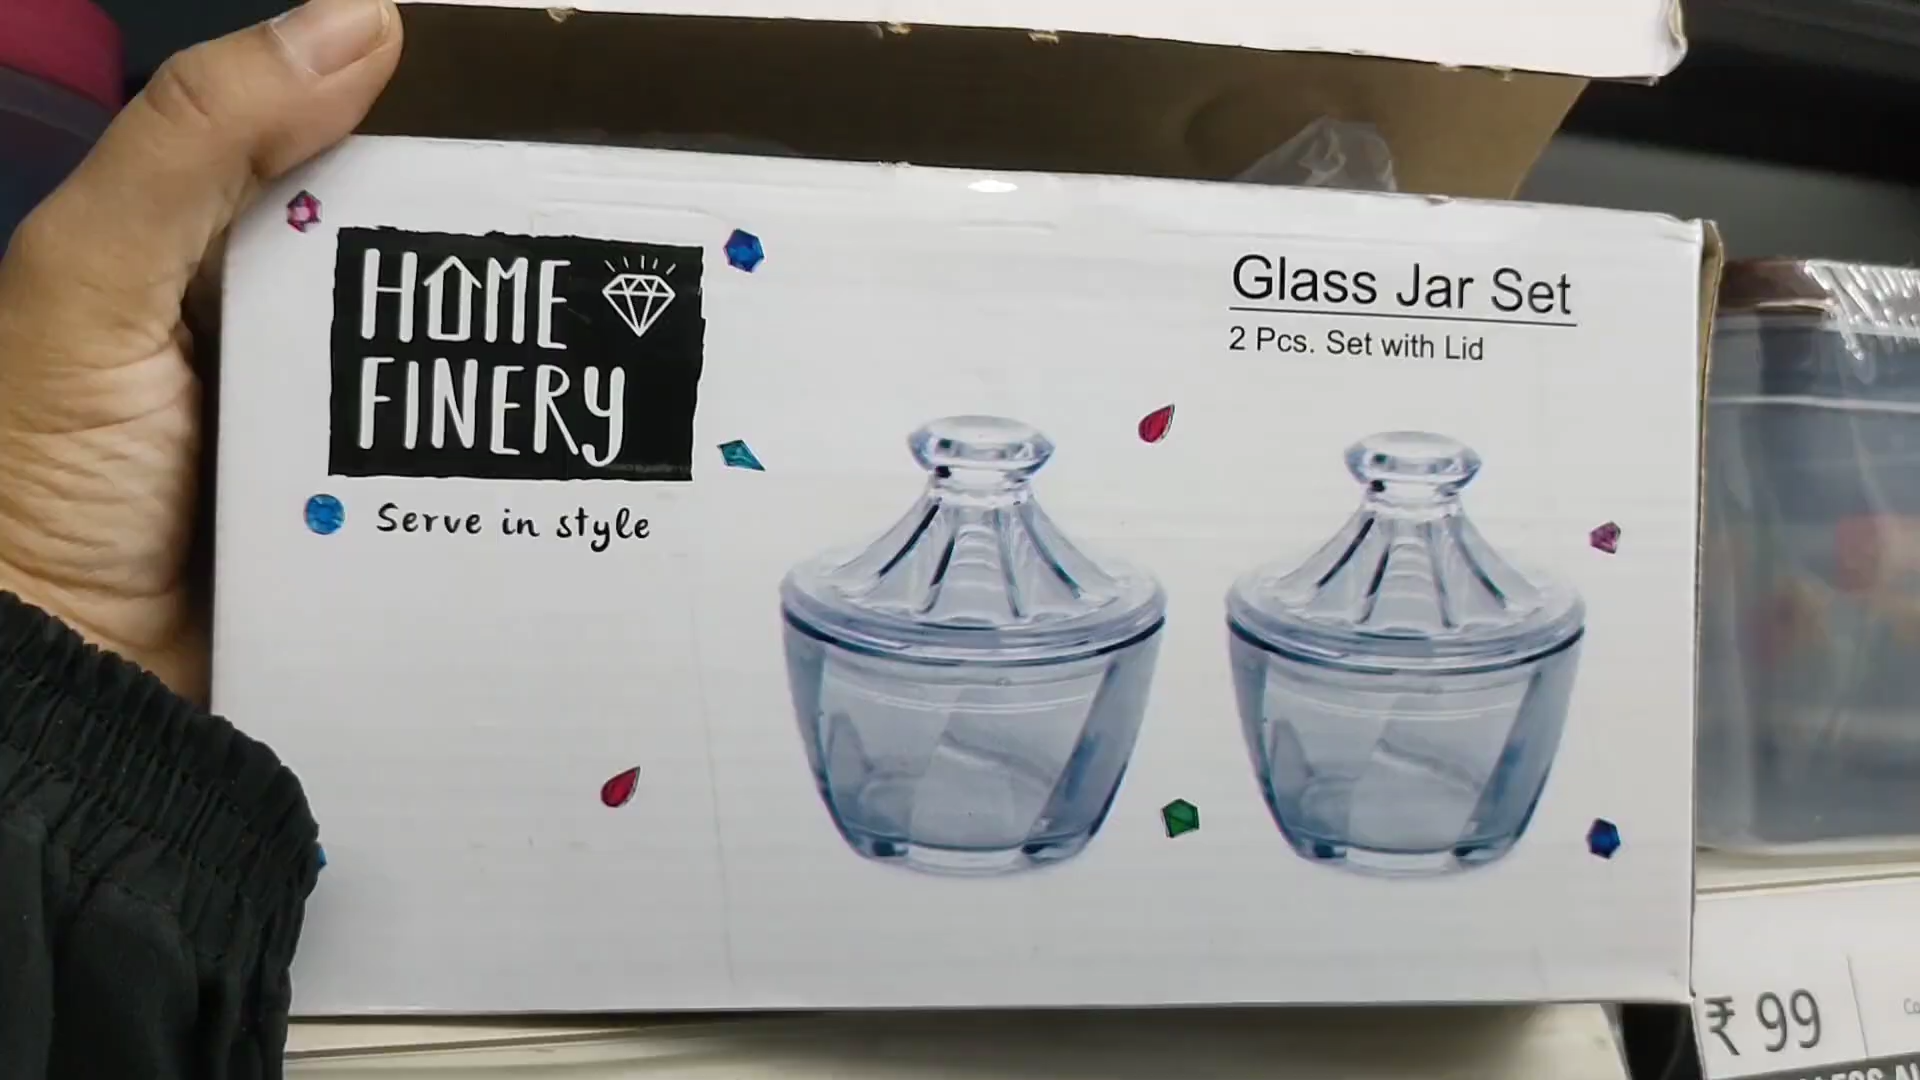 HOME
FINERY
Serve in style
Glass Jar Set
2 Pcs. Set with Lid
₹ 99